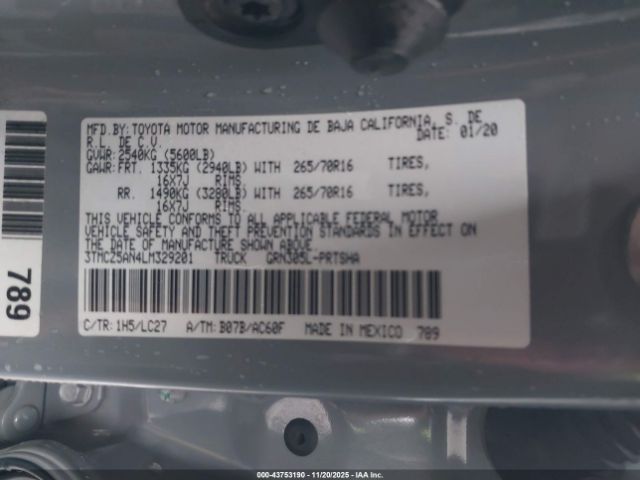 MFD.BY:TOYOTA MOTOR MANUFACTURING DE BAJA CALIFORNIA, S. DE
R.L. DE C.V. DATE: 01/20
GVWR:2540KG (5600LB)
GAWR:FRT. 1335KG (2940LB) WITH 265/70R16 TIRES,
16X7J RIMS,
RR. 1490KG (3280LB) WITH 265/70R16 TIRES,
16X7J RIMS,
THIS VEHICLE CONFORMS TO ALL APPLICABLE FEDERAL MOTOR
VEHICLE SAFETY AND THEFT PREVENTION STANDARDS IN EFFECT ON
THE DATE OF MANUFACTURE SHOWN ABOVE.
3TMCZ5AN4LM329201 TRUCK GRN305L-PRTSHA
C/TR:1H5/LC27 A/TM:B07B/AC60F MADE IN MEXICO 789
789
000-43753190 - 11/20/2025 - IAA Inc.